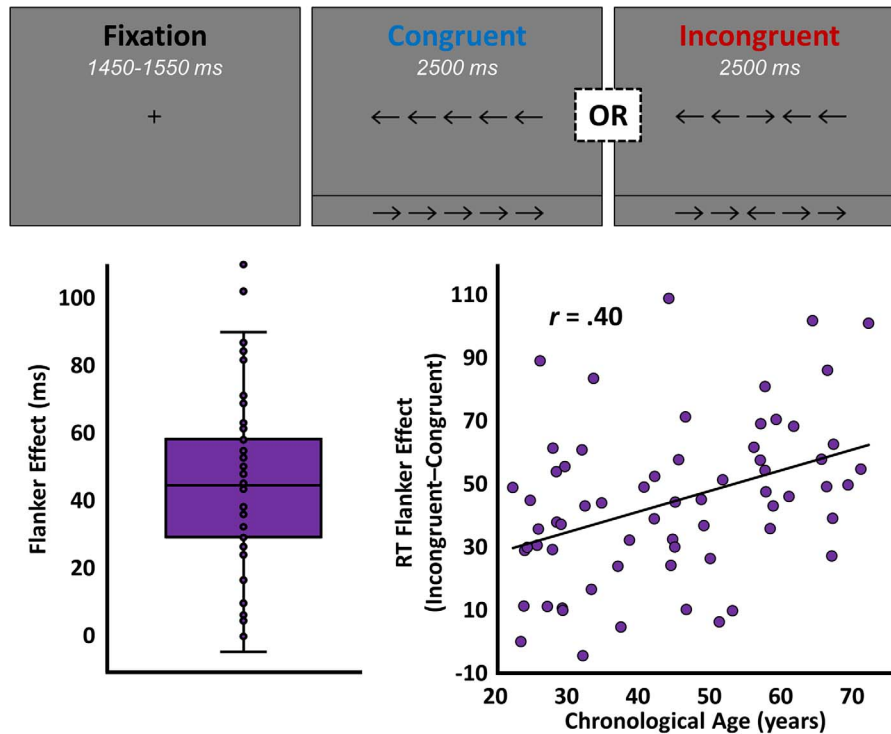 Fixation
1450-1550 ms
+
Congruent
2500 ms
← ← ← ← ←
→ → → → →
OR
Incongruent
2500 ms
← ← → ← ←
→ → ← → →
Flanker Effect (ms)
100
80
60
40
20
0
RT Flanker Effect
(Incongruent–Congruent)
110
90
70
50
30
10
-10
r = .40
20 30 40 50 60 70
Chronological Age (years)